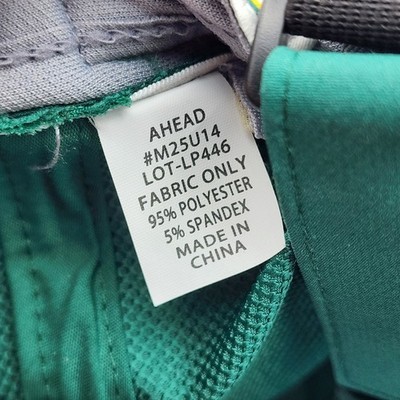 AHEAD
#M25U14
LOT-LP446
FABRIC ONLY
95% POLYESTER
5% SPANDEX
MADE IN
CHINA